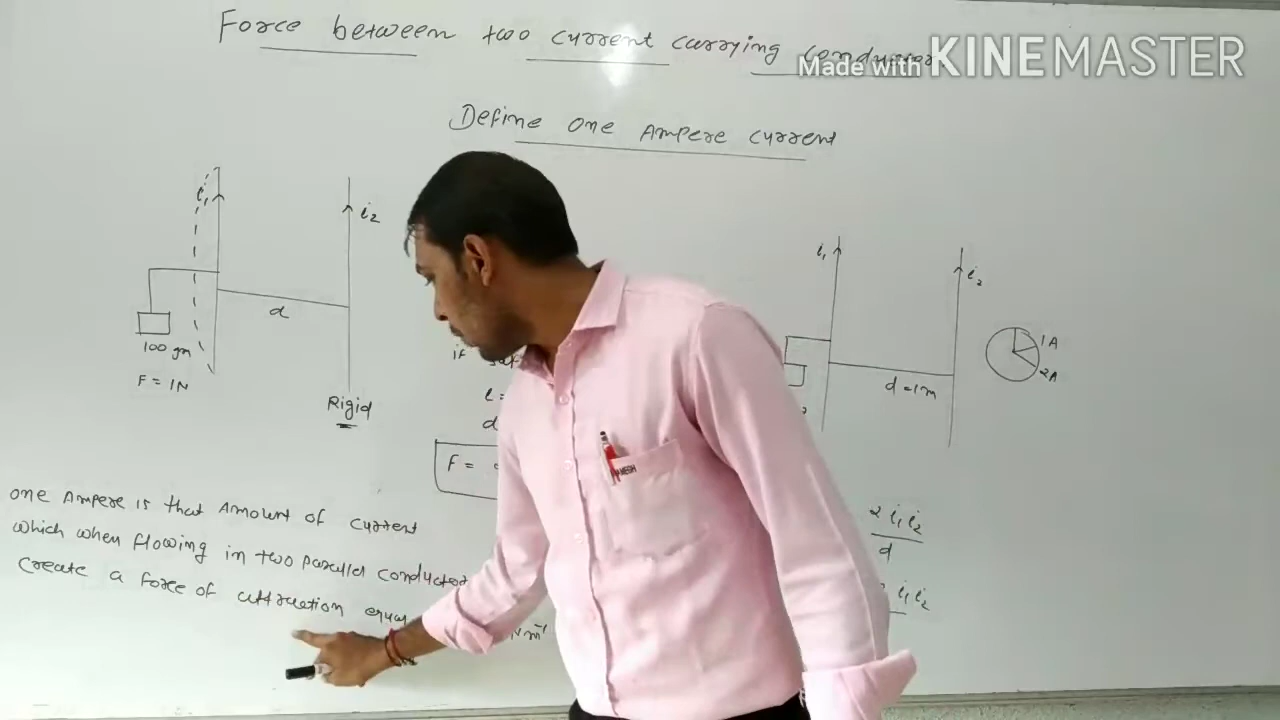 Force between two current carrying
Made with KINEMASTER
Define one Ampere current
i₁
i₂
d
100 gm
F = 1N
Rigid
if
l =
d
F =
i₁
i₂
1A
2A
d = 1m
one Ampere is that Amount of current
which when flowing in two parallel conductor
create a force of attraction equal
N m⁻¹
2 i₁ i₂
d
i₁ i₂